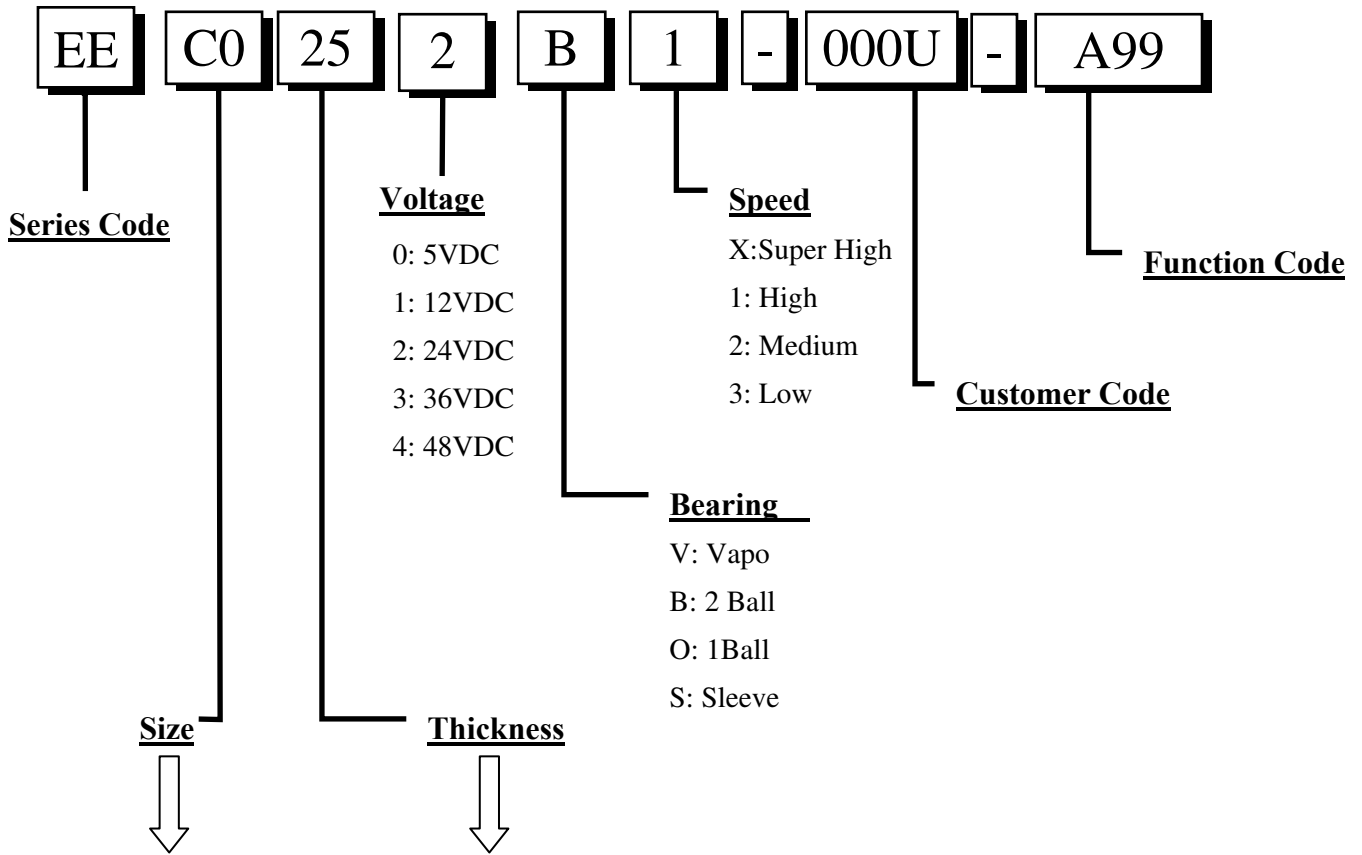 EE C0 25 2 B 1 - 000U - A99
Series Code
Voltage
0: 5VDC
1: 12VDC
2: 24VDC
3: 36VDC
4: 48VDC
Speed
X:Super High
1: High
2: Medium
3: Low
Function Code
Customer Code
Bearing
V: Vapo
B: 2 Ball
O: 1Ball
S: Sleeve
Size
Thickness